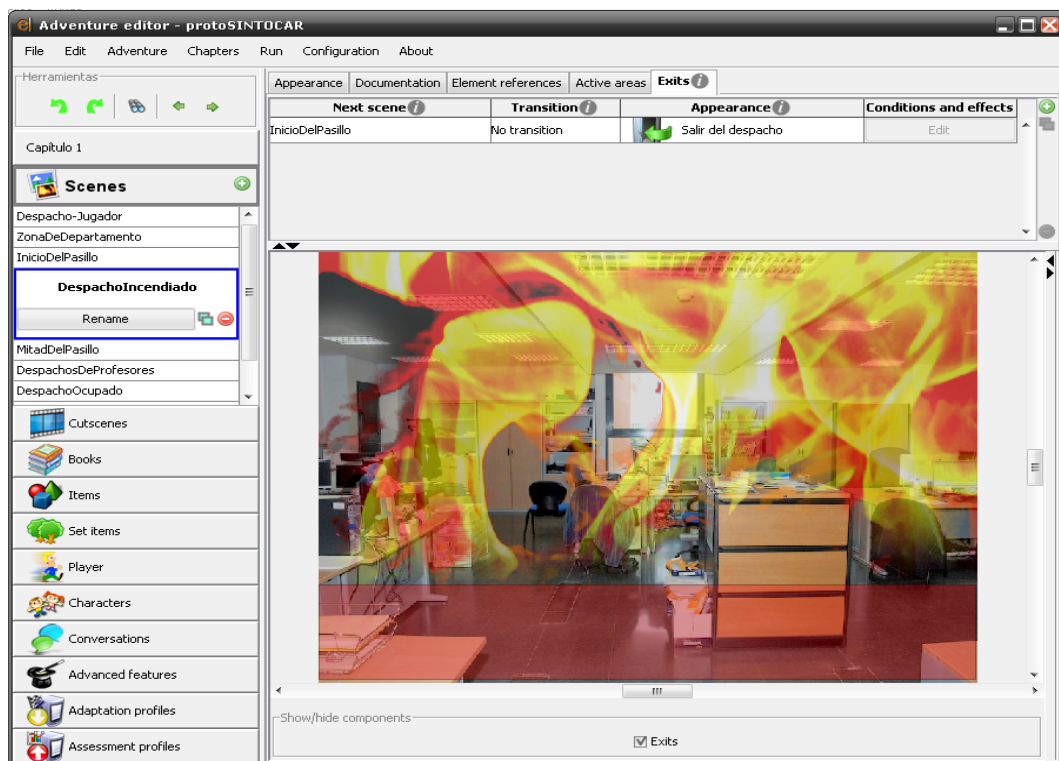 Adventure editor - protoSINTOCAR
File Edit Adventure Chapters Run Configuration About
Herramientas
Capítulo 1
Scenes
Despacho-Jugador
ZonaDeDepartamento
InicioDelPasillo
DespachoIncendiado
Rename
MitadDelPasillo
DespachosDeProfesores
DespachoOcupado
Cutscenes
Books
Items
Set items
Player
Characters
Conversations
Advanced features
Adaptation profiles
Assessment profiles
Appearance Documentation Element references Active areas Exits
Next scene Transition Appearance Conditions and effects
InicioDelPasillo No transition Salir del despacho Edit
Show/hide components
Exits